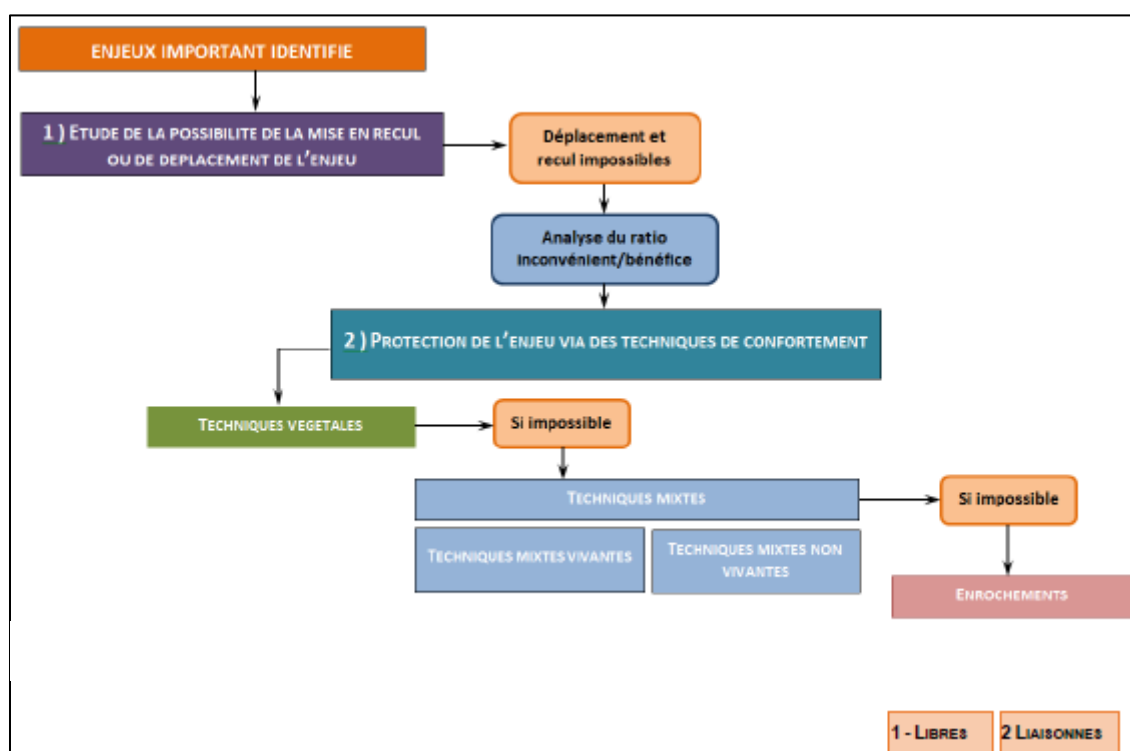 ENJEUX IMPORTANT IDENTIFIE
1 ) ETUDE DE LA POSSIBILITE DE LA MISE EN RECUL
OU DE DEPLACEMENT DE L'ENJEU
Déplacement et
recul impossibles
Analyse du ratio
inconvénient/bénéfice
2 ) PROTECTION DE L'ENJEU VIA DES TECHNIQUES DE CONFORTEMENT
TECHNIQUES VEGETALES
Si impossible
TECHNIQUES MIXTES
Si impossible
TECHNIQUES MIXTES VIVANTES
TECHNIQUES MIXTES NON
VIVANTES
ENROCHEMENTS
1 - LIBRES
2 LIAISONNES